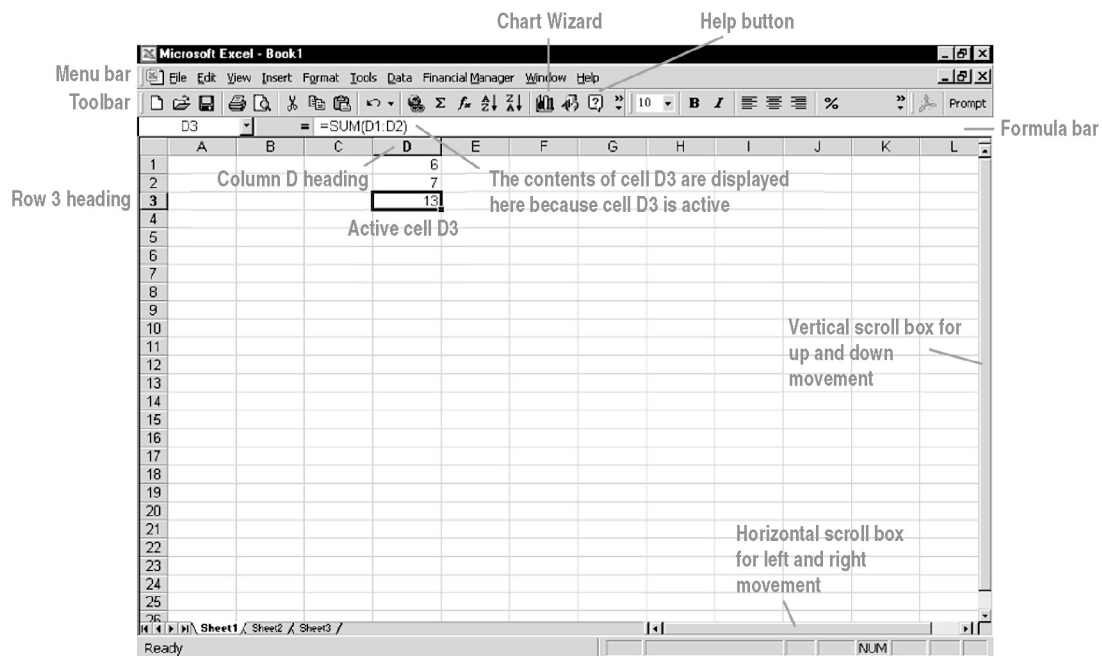 Chart Wizard
Help button
Microsoft Excel - Book1
Menu bar
File Edit View Insert Format Tools Data Financial Manager Window Help
Toolbar
10 B I % » Prompt
D3 = =SUM(D1:D2)
Formula bar
A B C D E F G H I J K L
1 6
Column D heading
2 7
The contents of cell D3 are displayed
here because cell D3 is active
Row 3 heading
3 13
4
Active cell D3
5
6
7
8
9
10
Vertical scroll box for
up and down
movement
11
12
13
14
15
16
17
18
19
20
21
Horizontal scroll box
for left and right
movement
22
23
24
25
26
Sheet1 / Sheet2 / Sheet3 /
Ready NUM